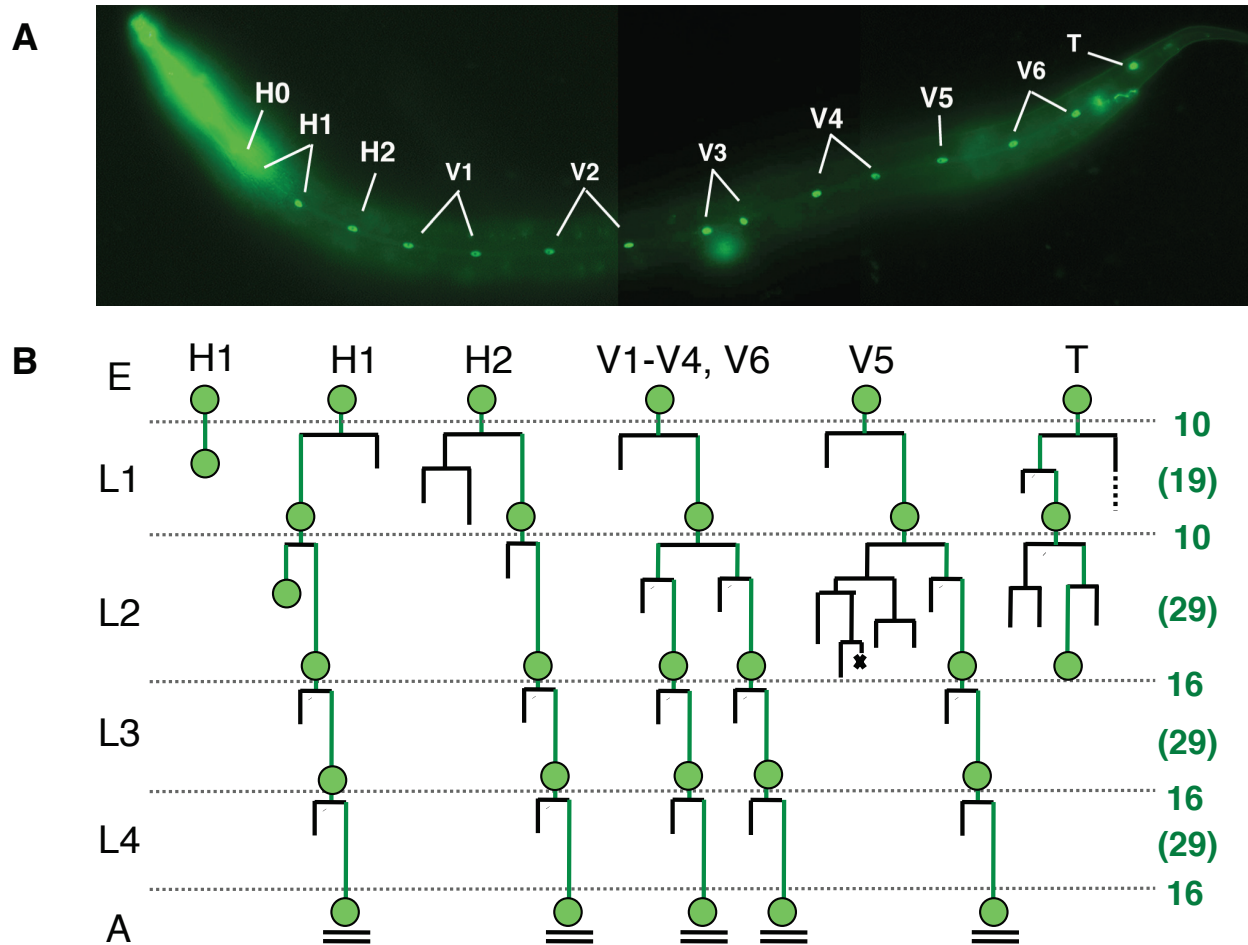 A
H0
H1
H2
V1
V2
V3
V4
V5
V6
T
B
E H1 H1 H2 V1-V4, V6 V5 T
10
L1 (19)
10
L2 (29)
16
L3 (29)
16
L4 (29)
16
A